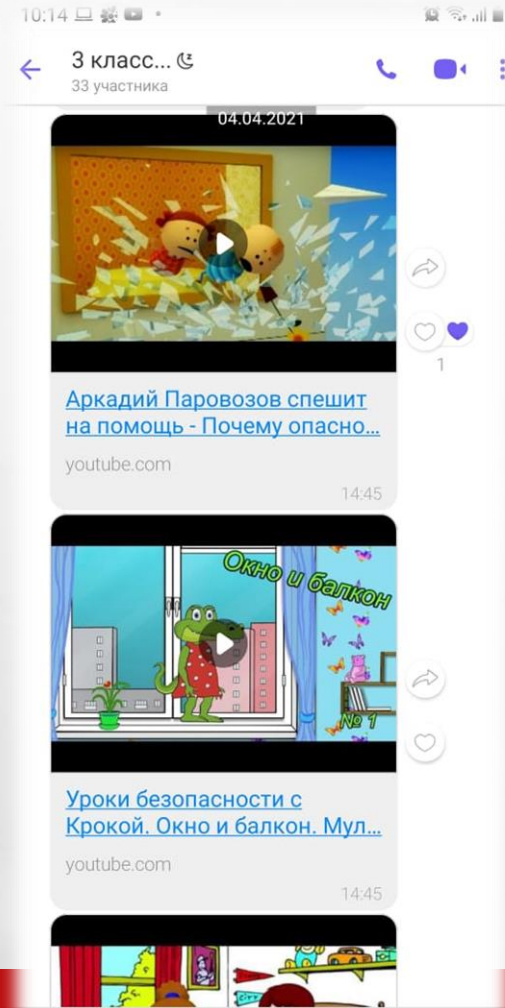 10:14
3 класс...
33 участника
04.04.2021
1
Аркадий Паровозов спешит
на помощь - Почему опасно...
youtube.com
14:45
Окно и балкон
№ 1
Уроки безопасности с
Крокой. Окно и балкон. Мул...
youtube.com
14:45